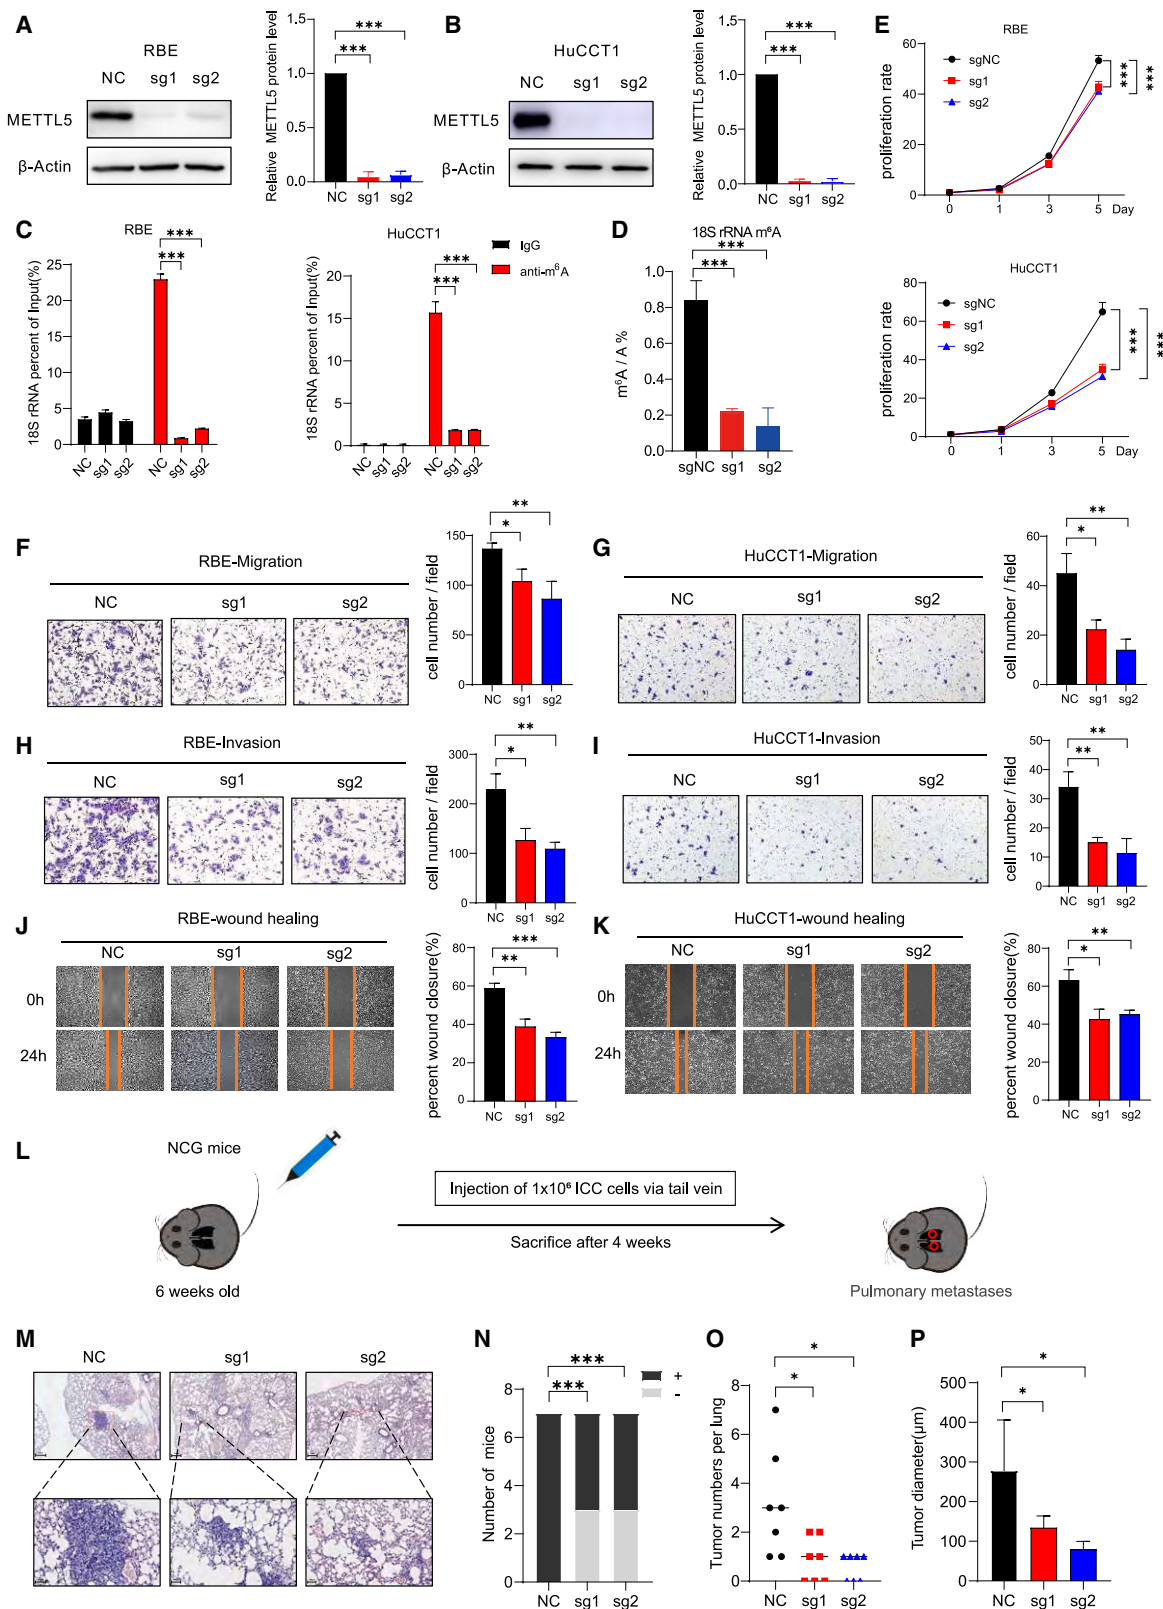 A
RBE
NC sg1 sg2
METTL5
β-Actin
Relative METTL5 protein level
1.5
1.0
0.5
0.0
***
***
NC sg1 sg2
B
HuCCT1
NC sg1 sg2
METTL5
β-Actin
Relative METTL5 protein level
1.5
1.0
0.5
0.0
***
***
NC sg1 sg2
E
RBE
proliferation rate
60
40
20
0
sgNC
sg1
sg2
***
***
0 1 3 5 Day
HuCCT1
proliferation rate
80
60
40
20
0
sgNC
sg1
sg2
***
***
0 1 3 5 Day
C
RBE
18S rRNA percent of Input(%)
25
20
15
10
5
0
***
***
NC sg1 sg2 NC sg1 sg2
HuCCT1
18S rRNA percent of Input(%)
20
15
10
5
0
***
***
NC sg1 sg2 NC sg1 sg2
IgG
anti-m⁶A
D
18S rRNA m⁶A
m⁶A / A %
1.0
0.8
0.6
0.4
0.2
0.0
***
***
sgNC sg1 sg2
F
RBE-Migration
NC sg1 sg2
cell number / field
150
100
50
0
**
*
NC sg1 sg2
G
HuCCT1-Migration
NC sg1 sg2
cell number / field
60
40
20
0
**
*
NC sg1 sg2
H
RBE-Invasion
NC sg1 sg2
cell number / field
300
200
100
0
**
*
NC sg1 sg2
I
HuCCT1-Invasion
NC sg1 sg2
cell number / field
50
40
30
20
10
0
**
**
NC sg1 sg2
J
RBE-wound healing
NC sg1 sg2
0h
24h
percent wound closure(%)
80
60
40
20
0
***
**
NC sg1 sg2
K
HuCCT1-wound healing
NC sg1 sg2
0h
24h
percent wound closure(%)
80
60
40
20
0
**
*
NC sg1 sg2
L
NCG mice
6 weeks old
Injection of 1x10⁶ ICC cells via tail vein
Sacrifice after 4 weeks
Pulmonary metastases
M
NC sg1 sg2
N
Number of mice
8
6
4
2
0
***
***
+
-
NC sg1 sg2
O
Tumor numbers per lung
8
6
4
2
0
*
*
NC sg1 sg2
P
Tumor diameter(μm)
500
400
300
200
100
0
*
*
NC sg1 sg2